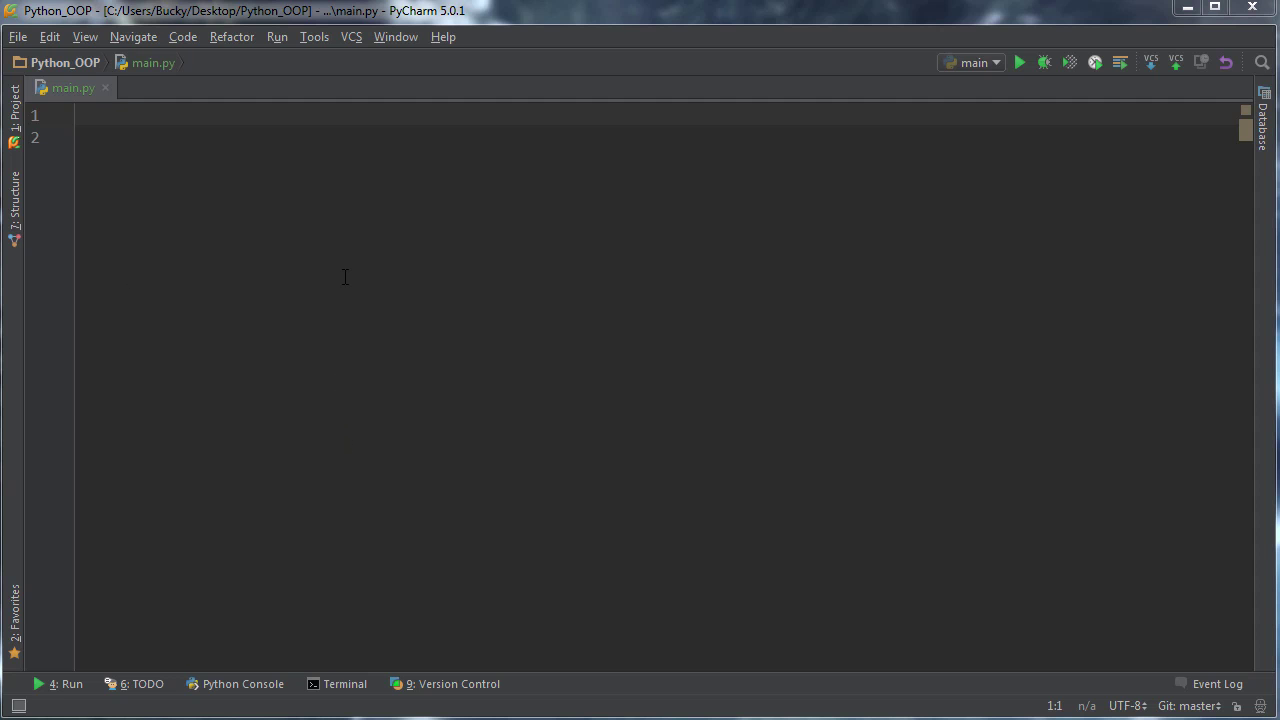 Python_OOP - [C:/Users/Bucky/Desktop/Python_OOP] - ...\main.py - PyCharm 5.0.1
File Edit View Navigate Code Refactor Run Tools VCS Window Help
Python_OOP main.py main VCS VCS
main.py ×
1
2
1: Project
7: Structure
2: Favorites
Database
4: Run 6: TODO Python Console Terminal 9: Version Control Event Log
1:1 n/a UTF-8 Git: master